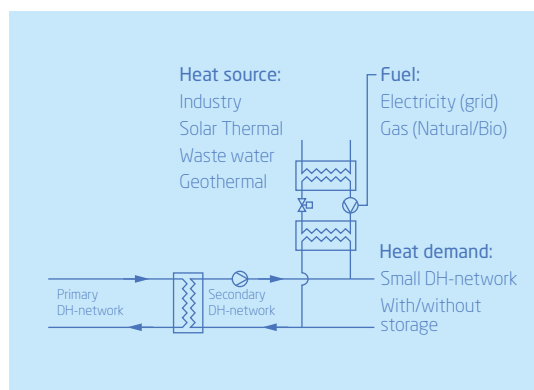 Heat source:
Industry
Solar Thermal
Waste water
Geothermal
Fuel:
Electricity (grid)
Gas (Natural/Bio)
Heat demand:
Small DH-network
With/without
storage
Primary
DH-network
Secondary
DH-network